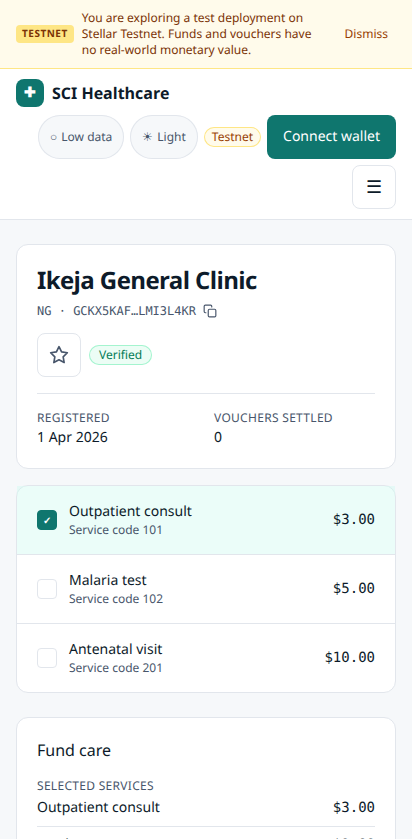 TESTNET
You are exploring a test deployment on
Stellar Testnet. Funds and vouchers have
no real-world monetary value.
Dismiss
SCI Healthcare
Low data
Light
Testnet
Connect wallet
Ikeja General Clinic
NG · GCKX5KAF…LMI3L4KR
Verified
REGISTERED
1 Apr 2026
VOUCHERS SETTLED
0
Outpatient consult
Service code 101
$3.00
Malaria test
Service code 102
$5.00
Antenatal visit
Service code 201
$10.00
Fund care
SELECTED SERVICES
Outpatient consult
$3.00